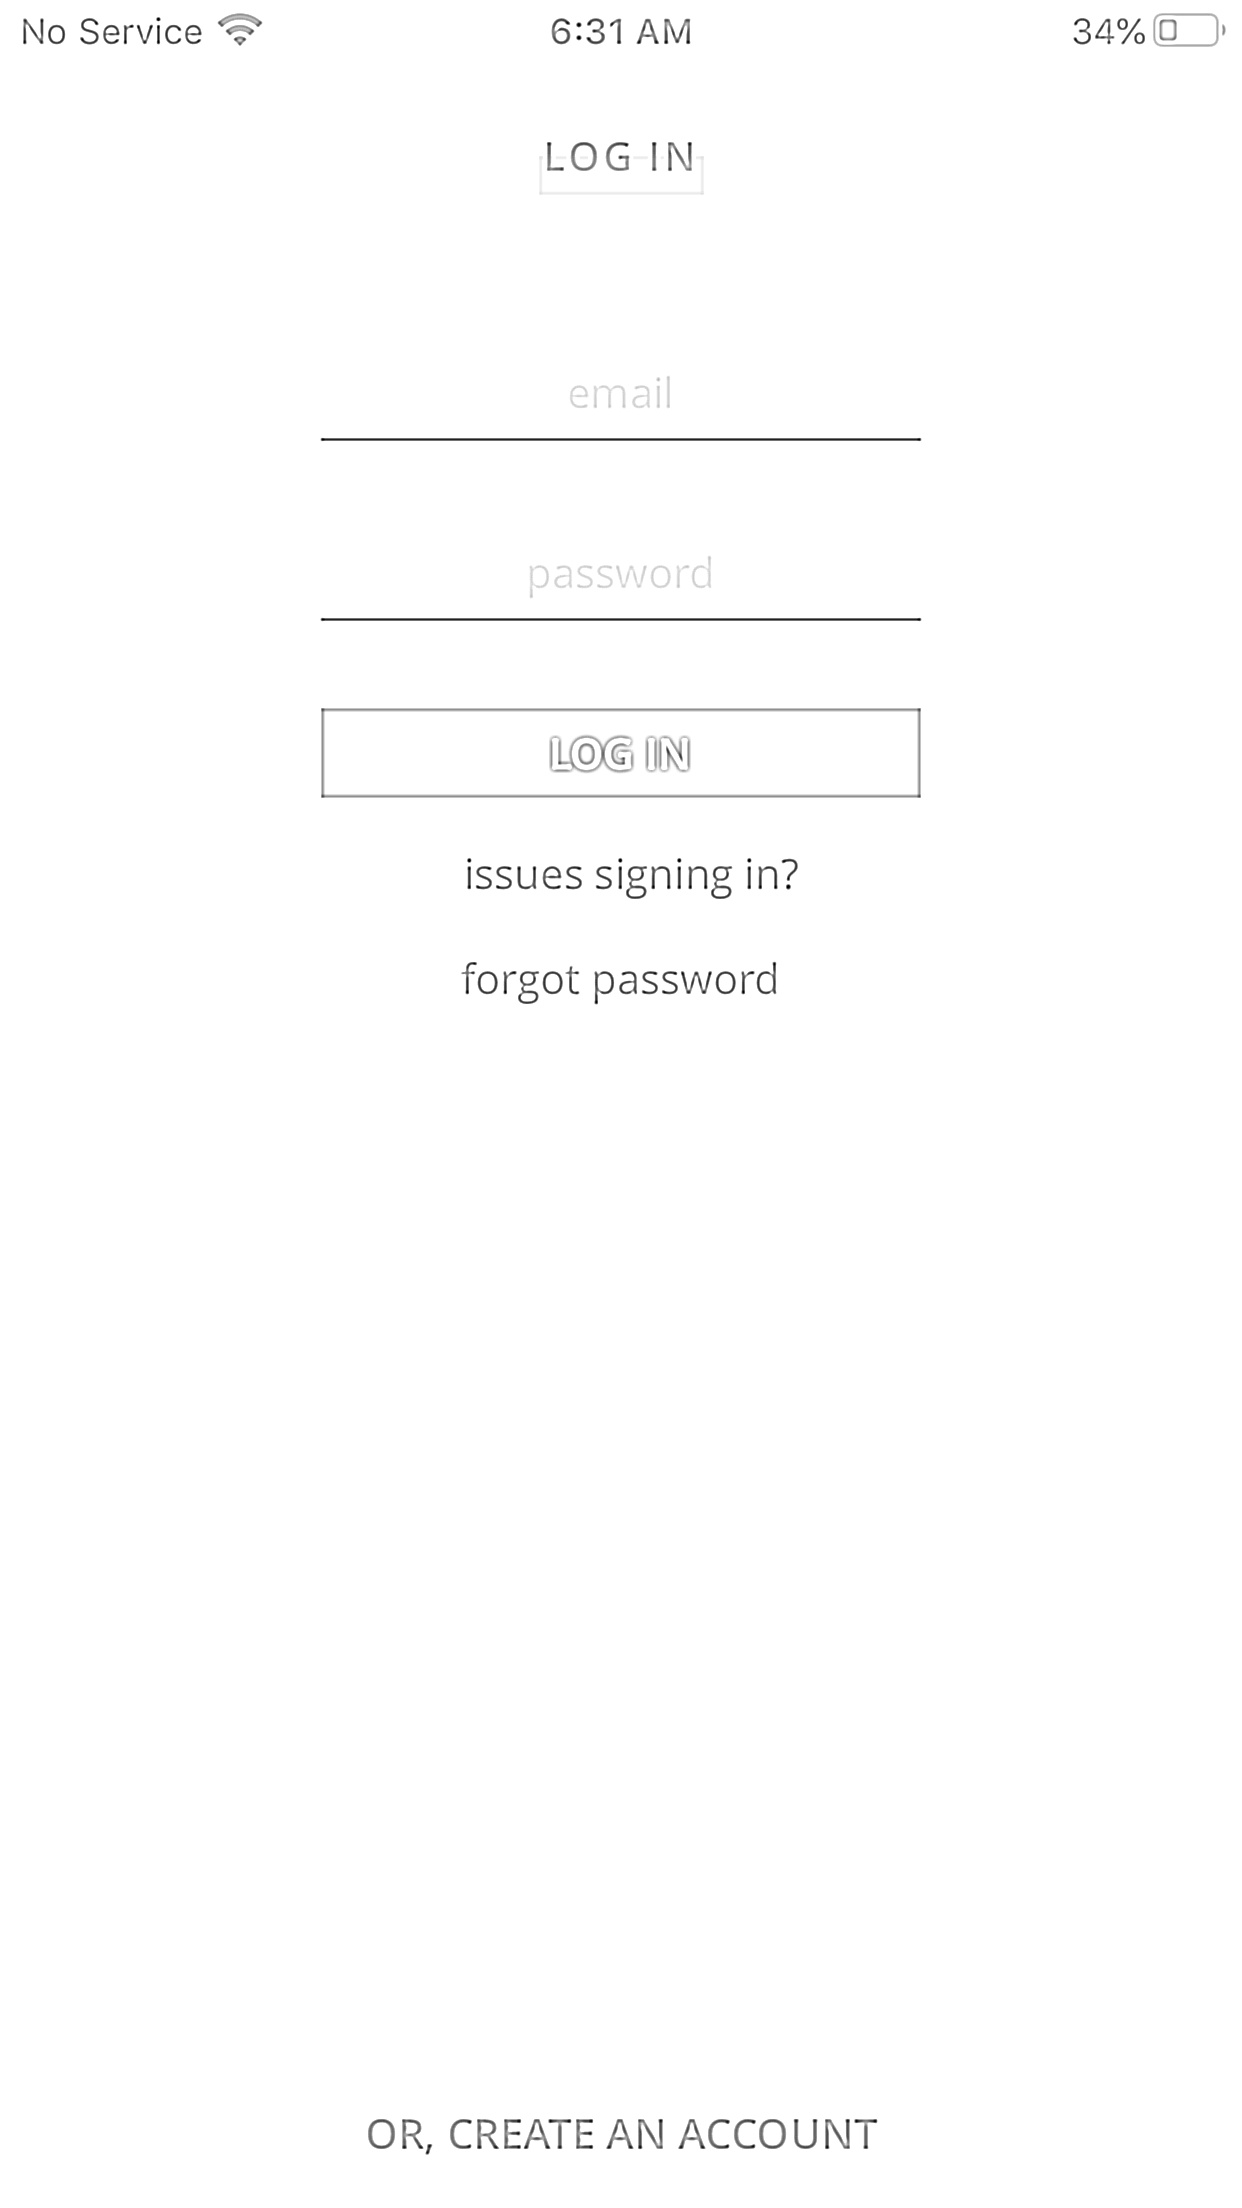 No Service 6:31 AM 34%
LOG IN
email
password
LOG IN
issues signing in?
forgot password
OR, CREATE AN ACCOUNT